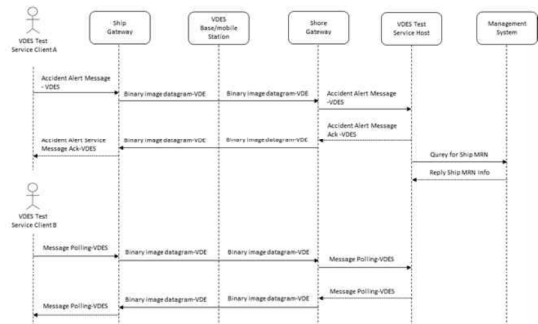 VDES Test
Service Client A
Ship
Gateway
VDES
Base/mobile
Station
Shore
Gateway
VDES Test
Service Host
Management
System
Accident Alert Message
- VDES
Binary image datagram-VDE
Binary image datagram-VDE
Accident Alert Message
-VDES
Accident Alert Message
Ack -VDES
Accident Alert Service
Message Ack-VDES
Binary image datagram-VDE
Binary image datagram-VDE
Qurey for Ship MRN
Reply Ship MRN Info
VDES Test
Service Client B
Message Polling-VDES
Binary image datagram-VDE
Binary image datagram-VDE
Message Polling-VDES
Message Polling-VDES
Binary image datagram-VDE
Binary image datagram-VDE
Message Polling-VDES